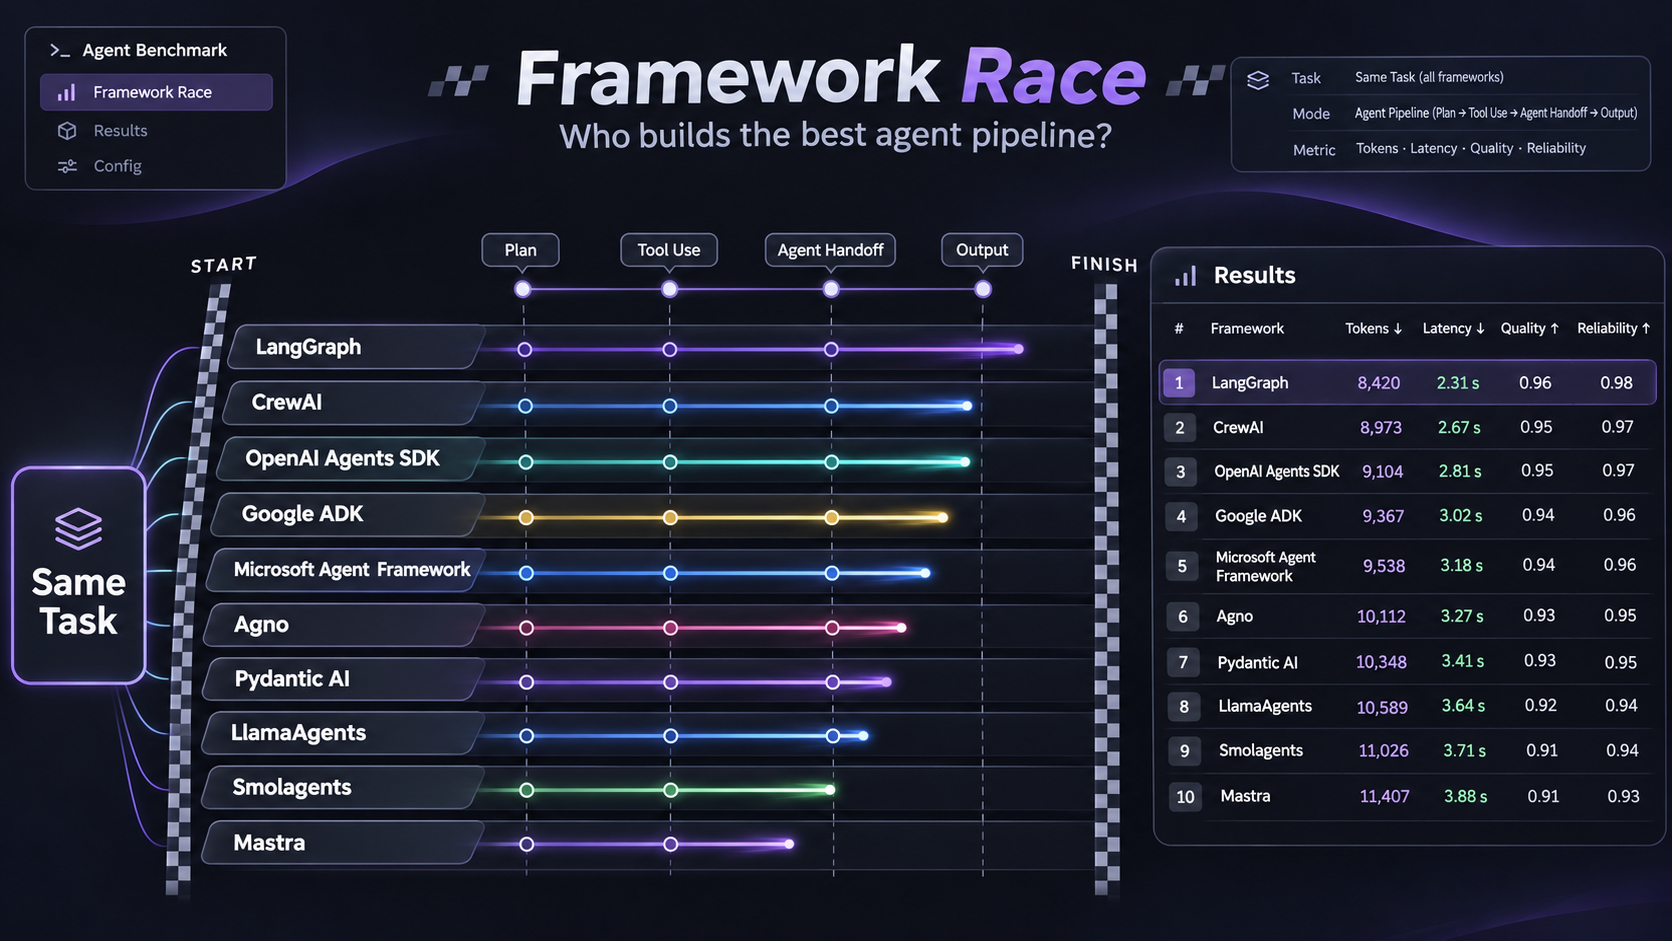 >_ Agent Benchmark
Framework Race
Results
Config
Framework Race
Who builds the best agent pipeline?
Task Same Task (all frameworks)
Mode Agent Pipeline (Plan → Tool Use → Agent Handoff → Output)
Metric Tokens · Latency · Quality · Reliability
START
Plan
Tool Use
Agent Handoff
Output
FINISH
Same
Task
LangGraph
CrewAI
OpenAI Agents SDK
Google ADK
Microsoft Agent Framework
Agno
Pydantic AI
LlamaAgents
Smolagents
Mastra
Results
# Framework Tokens ↓ Latency ↓ Quality ↑ Reliability ↑
1 LangGraph 8,420 2.31 s 0.96 0.98
2 CrewAI 8,973 2.67 s 0.95 0.97
3 OpenAI Agents SDK 9,104 2.81 s 0.95 0.97
4 Google ADK 9,367 3.02 s 0.94 0.96
5 Microsoft Agent
Framework 9,538 3.18 s 0.94 0.96
6 Agno 10,112 3.27 s 0.93 0.95
7 Pydantic AI 10,348 3.41 s 0.93 0.95
8 LlamaAgents 10,589 3.64 s 0.92 0.94
9 Smolagents 11,026 3.71 s 0.91 0.94
10 Mastra 11,407 3.88 s 0.91 0.93